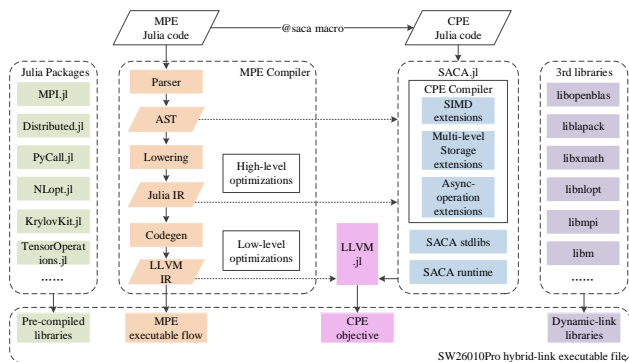 MPE
Julia code
@saca macro
CPE
Julia code
Julia Packages
MPI.jl
Distributed.jl
PyCall.jl
NLopt.jl
KrylovKit.jl
TensorOperat
ions.jl
......
MPE Compiler
Parser
AST
Lowering
Julia IR
Codegen
LLVM
IR
High-level
optimizations
Low-level
optimizations
LLVM
.jl
SACA.jl
CPE Compiler
SIMD
extensions
Multi-level
Storage
extensions
Async-
operation
extensions
SACA stdlibs
SACA runtime
3rd libraries
libopenblas
liblapack
libxmath
libnlopt
libmpi
libm
......
Pre-compiled
libraries
MPE
executable flow
CPE
objective
Dynamic-link
libraries
SW26010Pro hybrid-link executable file